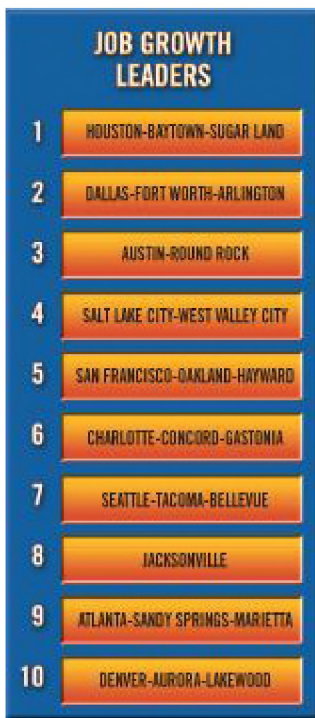 JOB GROWTH
LEADERS
1 HOUSTON-BAYTOWN-SUGAR LAND
2 DALLAS-FORT WORTH-ARLINGTON
3 AUSTIN-ROUND ROCK
4 SALT LAKE CITY-WEST VALLEY CITY
5 SAN FRANCISCO-OAKLAND-HAYWARD
6 CHARLOTTE-CONCORD-GASTONIA
7 SEATTLE-TACOMA-BELLEVUE
8 JACKSONVILLE
9 ATLANTA-SANDY SPRINGS-MARIETTA
10 DENVER-AURORA-LAKEWOOD